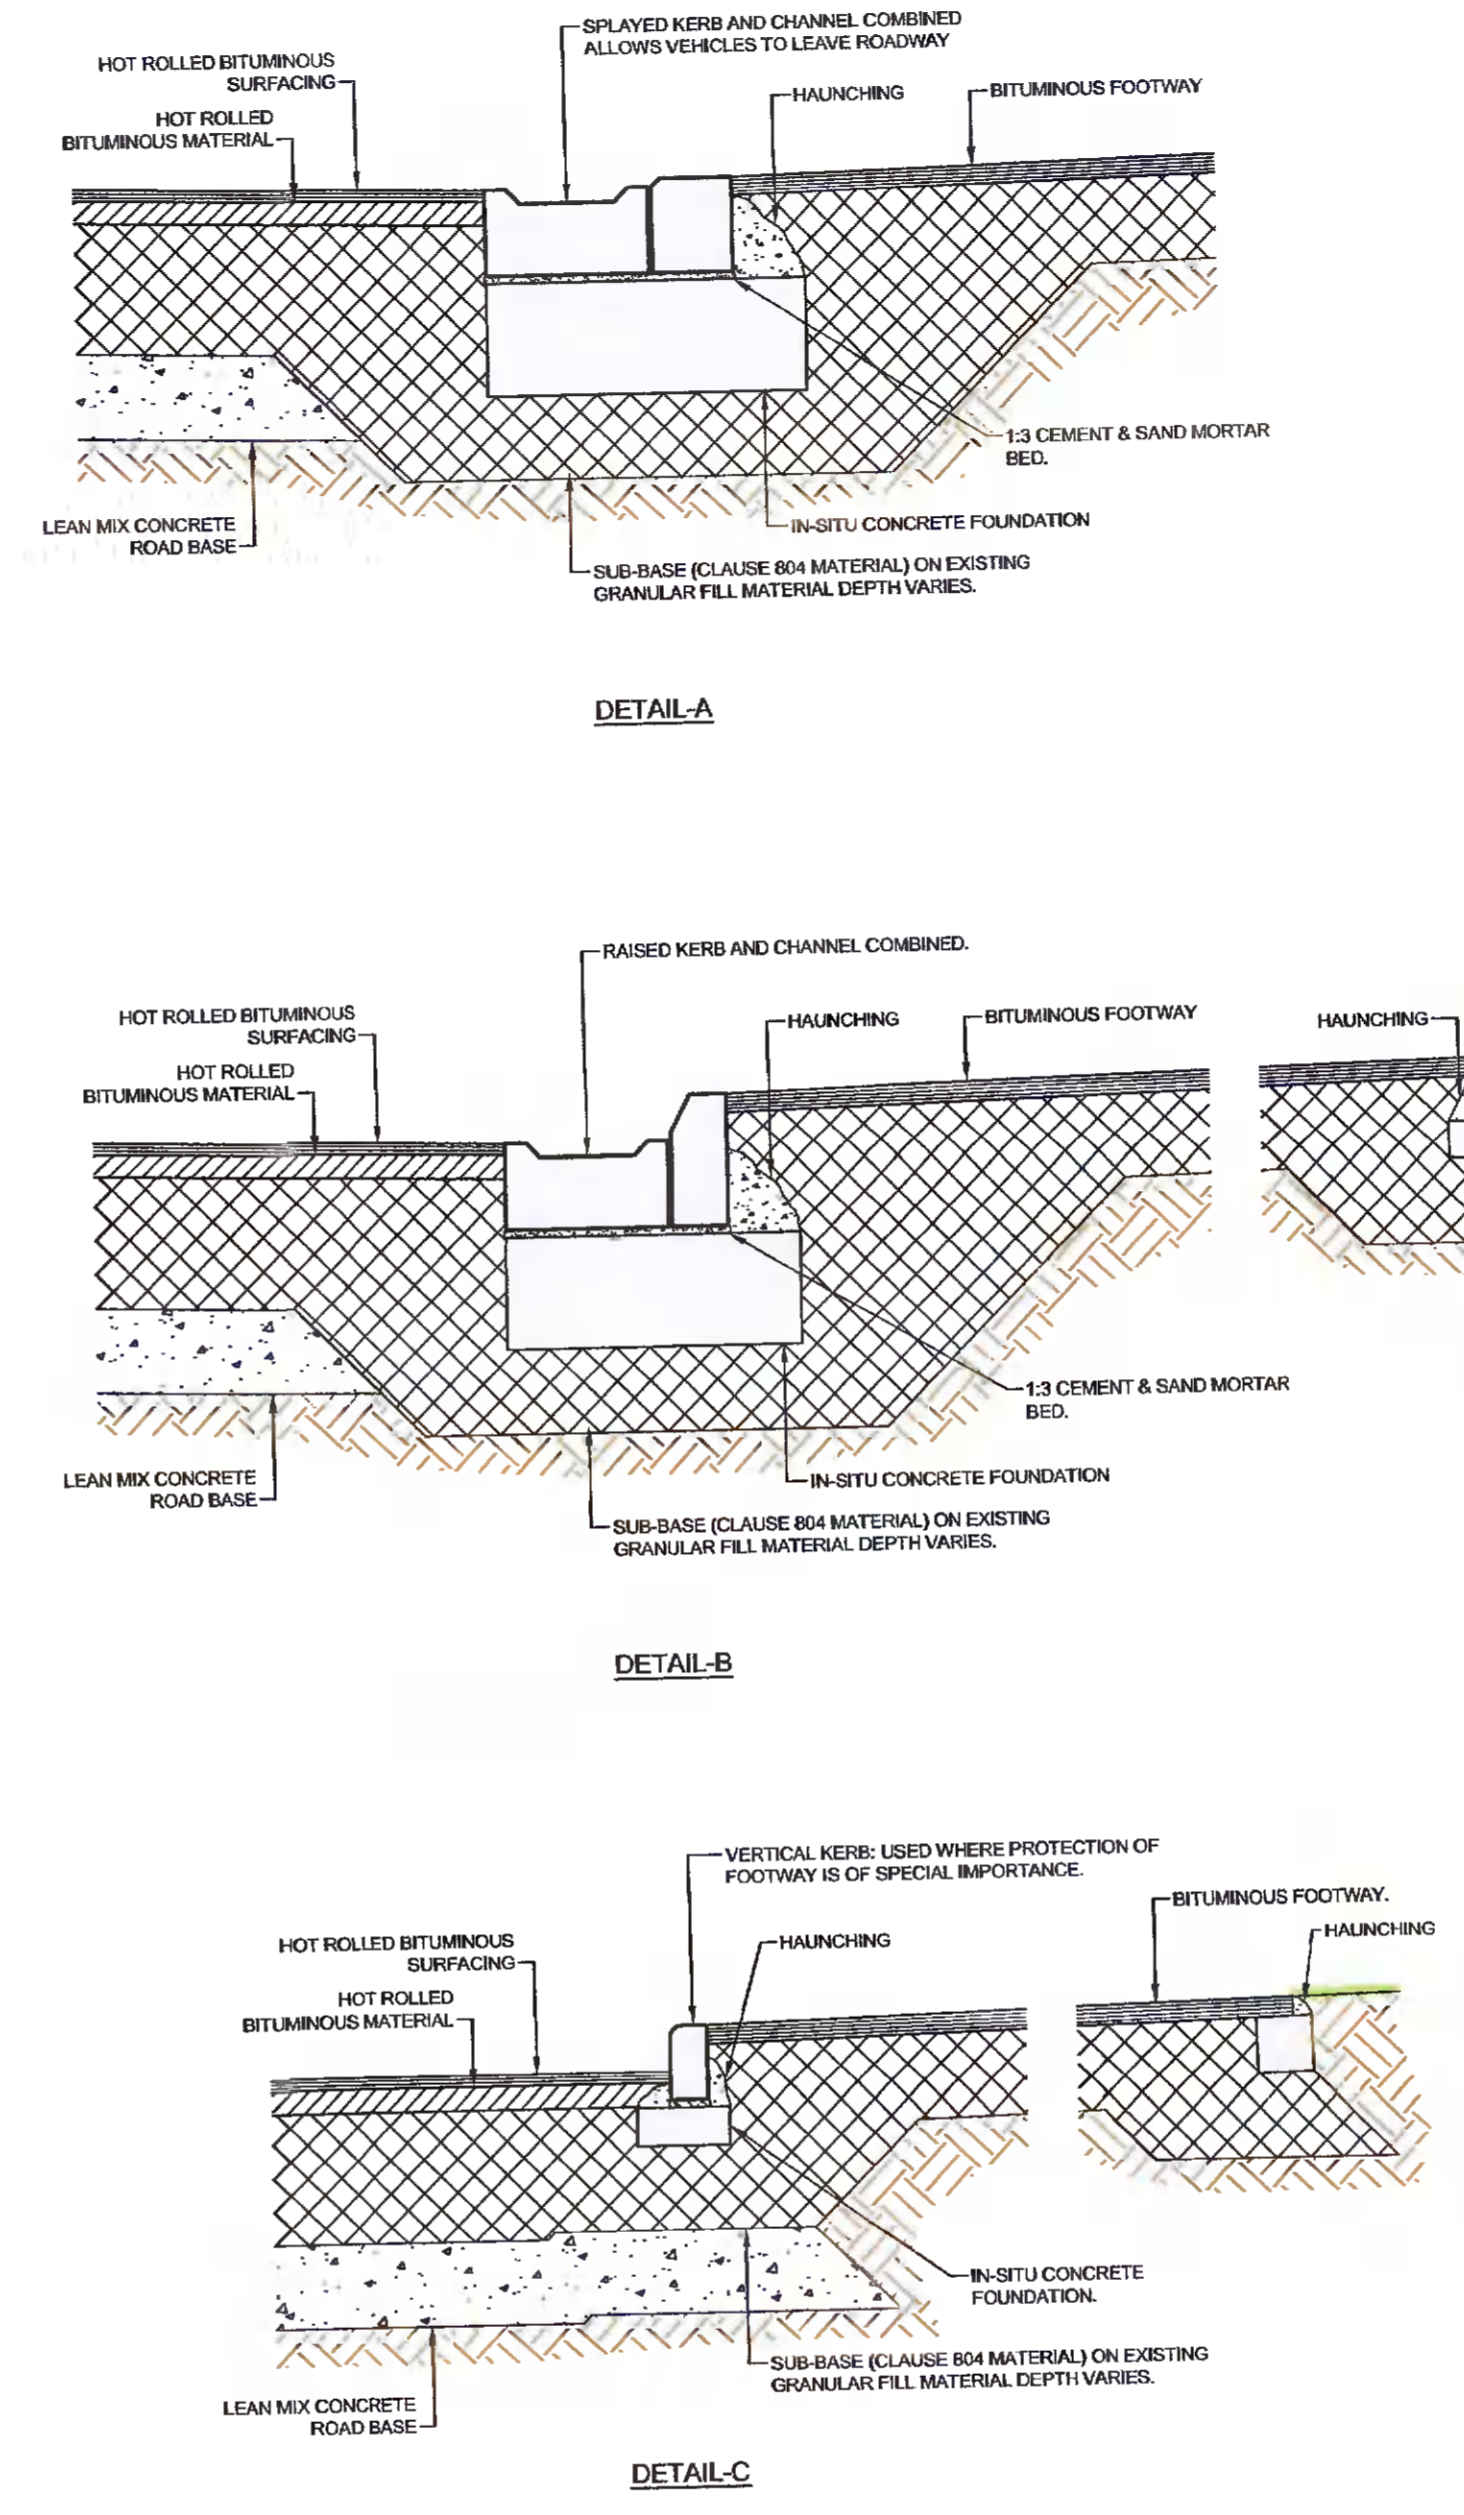 SPLAYED KERB AND CHANNEL COMBINED
ALLOWS VEHICLES TO LEAVE ROADWAY
HOT ROLLED BITUMINOUS
SURFACING
HAUNCHING
BITUMINOUS FOOTWAY
HOT ROLLED
BITUMINOUS MATERIAL
1:3 CEMENT & SAND MORTAR
BED.
LEAN MIX CONCRETE
ROAD BASE
IN-SITU CONCRETE FOUNDATION
SUB-BASE (CLAUSE 804 MATERIAL) ON EXISTING
GRANULAR FILL MATERIAL DEPTH VARIES.
DETAIL-A
RAISED KERB AND CHANNEL COMBINED.
HOT ROLLED BITUMINOUS
SURFACING
HAUNCHING
BITUMINOUS FOOTWAY
HAUNCHING
HOT ROLLED
BITUMINOUS MATERIAL
1:3 CEMENT & SAND MORTAR
BED.
LEAN MIX CONCRETE
ROAD BASE
IN-SITU CONCRETE FOUNDATION
SUB-BASE (CLAUSE 804 MATERIAL) ON EXISTING
GRANULAR FILL MATERIAL DEPTH VARIES.
DETAIL-B
VERTICAL KERB: USED WHERE PROTECTION OF
FOOTWAY IS OF SPECIAL IMPORTANCE.
BITUMINOUS FOOTWAY.
HAUNCHING
HOT ROLLED BITUMINOUS
SURFACING
HAUNCHING
HOT ROLLED
BITUMINOUS MATERIAL
IN-SITU CONCRETE
FOUNDATION.
SUB-BASE (CLAUSE 804 MATERIAL) ON EXISTING
GRANULAR FILL MATERIAL DEPTH VARIES.
LEAN MIX CONCRETE
ROAD BASE
DETAIL-C